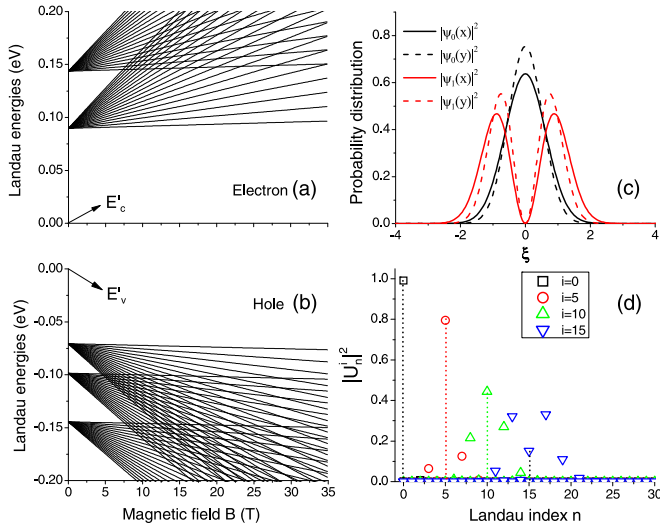 Landau energies (eV)
0.20
0.15
0.10
0.05
0.00
E'c
Electron (a)
Landau energies (eV)
0.00
-0.05
-0.10
-0.15
-0.20
E'v
Hole (b)
0 5 10 15 20 25 30 35
Magnetic field B (T)
Probability distribution
0.8
0.6
0.4
0.2
0.0
|ψ₀(x)|²
|ψ₀(y)|²
|ψ₁(x)|²
|ψ₁(y)|²
(c)
-4 -2 0 2 4
ξ
|Uₙⁱ|²
1.0
0.8
0.6
0.4
0.2
0.0
i=0
i=5
i=10
i=15
(d)
0 5 10 15 20 25 30
Landau index n